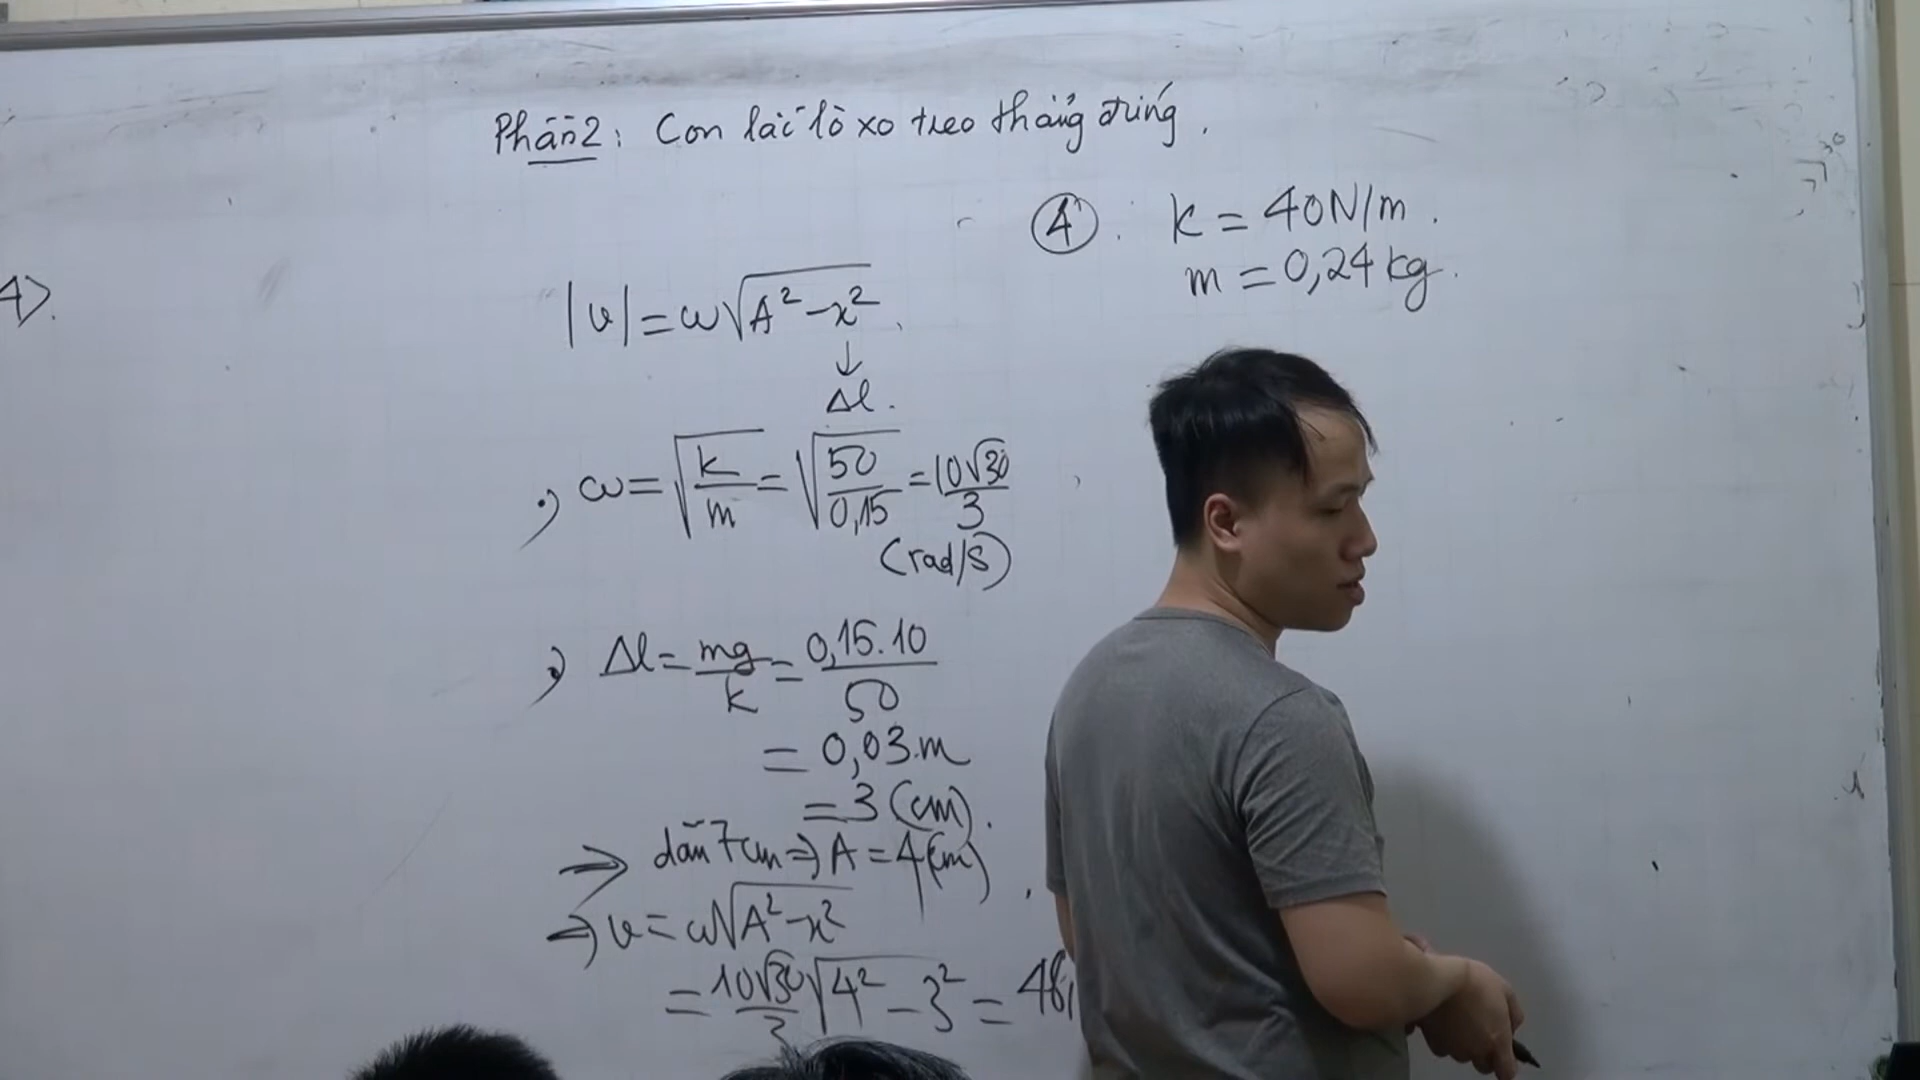 Phần 2: Con lắc lò xo treo thẳng đứng.
4>.
|v| = ω√(A² - x²)
↓
Δl.
•) ω = √(k/m) = √(50/0,15) = 10√30/3
(rad/s)
•) Δl = mg/k = 0,15.10/50
= 0,03.m
= 3 (cm).
=> dãn 7cm => A = 4 (cm)
=> v = ω√(A² - x²)
= 10√30/3 √(4² - 3²) = 48,
④: k = 40N/m.
m = 0,24 kg.